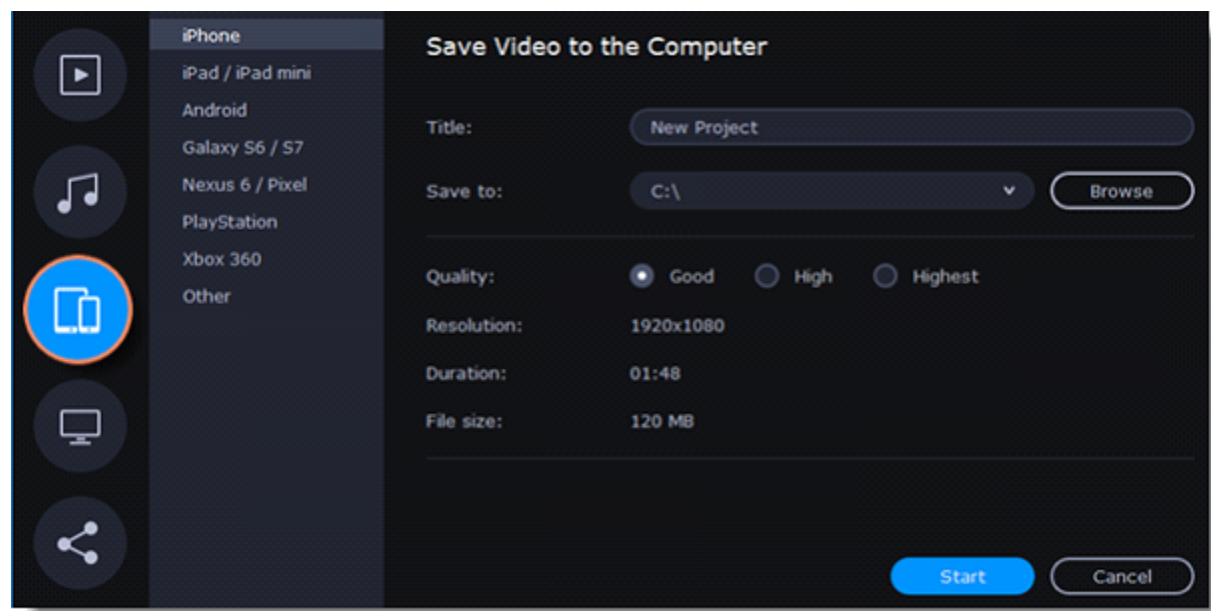 iPhone
iPad / iPad mini
Android
Galaxy S6 / S7
Nexus 6 / Pixel
PlayStation
Xbox 360
Other
Save Video to the Computer
Title: New Project
Save to: C:\ Browse
Quality: Good High Highest
Resolution: 1920x1080
Duration: 01:48
File size: 120 MB
Start Cancel